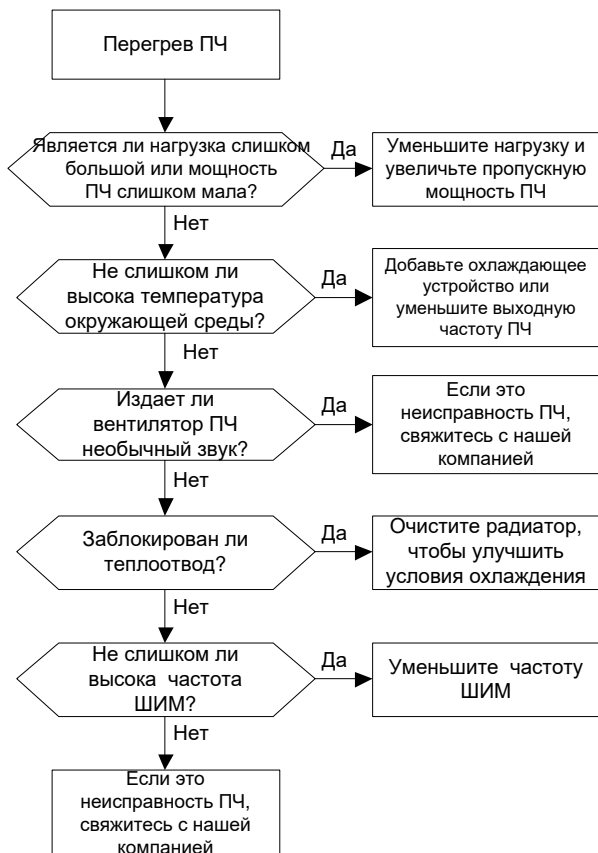 Перегрев ПЧ
Является ли нагрузка слишком
большой или мощность
ПЧ слишком мала?
Да
Уменьшите нагрузку и
увеличьте пропускную
мощность ПЧ
Нет
Не слишком ли
высока температура
окружающей среды?
Да
Добавьте охлаждающее
устройство или
уменьшите выходную
частоту ПЧ
Нет
Издает ли
вентилятор ПЧ
необычный звук?
Да
Если это
неисправность ПЧ,
свяжитесь с нашей
компанией
Нет
Заблокирован ли
теплоотвод?
Да
Очистите радиатор,
чтобы улучшить
условия охлаждения
Нет
Не слишком ли
высока частота
ШИМ?
Да
Уменьшите частоту
ШИМ
Нет
Если это
неисправность ПЧ,
свяжитесь с нашей
компанией